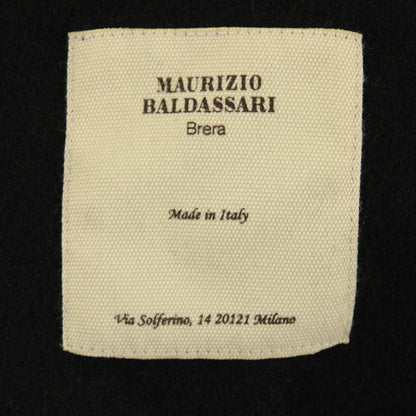 MAURIZIO
BALDASSARI
Brera
Made in Italy
Via Solferino, 14 20121 Milano